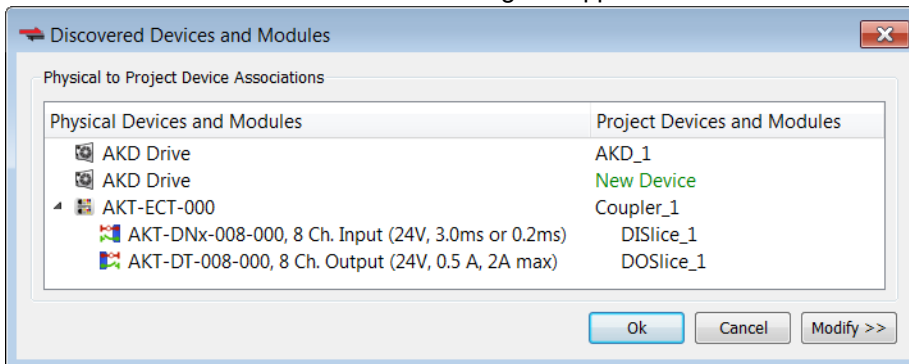 Discovered Devices and Modules
Physical to Project Device Associations
Physical Devices and Modules Project Devices and Modules
AKD Drive AKD_1
AKD Drive New Device
AKT-ECT-000 Coupler_1
AKT-DNx-008-000, 8 Ch. Input (24V, 3.0ms or 0.2ms) DISlice_1
AKT-DT-008-000, 8 Ch. Output (24V, 0.5 A, 2A max) DOSlice_1
Ok Cancel Modify >>